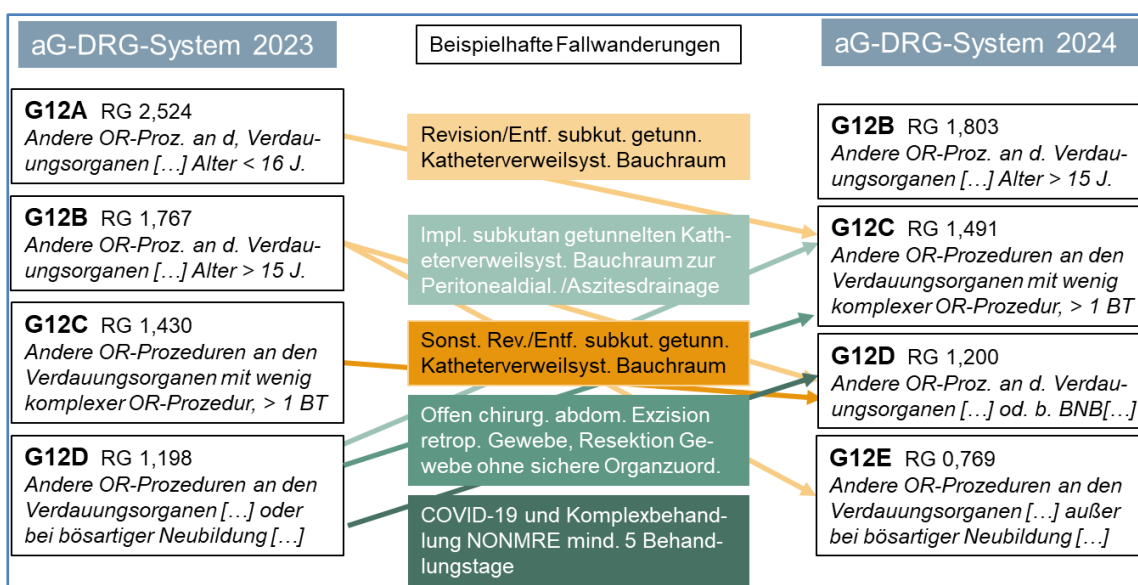 aG-DRG-System 2023
Beispielhafte Fallwanderungen
aG-DRG-System 2024
G12A RG 2,524
Andere OR-Proz. an d, Verdau-
ungsorganen [...] Alter < 16 J.
G12B RG 1,767
Andere OR-Proz. an d. Verdau-
ungsorganen [...] Alter > 15 J.
G12C RG 1,430
Andere OR-Prozeduren an den
Verdauungsorganen mit wenig
komplexer OR-Prozedur, > 1 BT
G12D RG 1,198
Andere OR-Prozeduren an den
Verdauungsorganen [...] oder
bei bösartiger Neubildung [...]
Revision/Entf. subkut. getunn.
Katheterverweilsyst. Bauchraum
Impl. subkutan getunnelten Kath-
eterverweilsyst. Bauchraum zur
Peritonealdial. /Aszitesdrainage
Sonst. Rev./Entf. subkut. getunn.
Katheterverweilsyst. Bauchraum
Offen chirurg. abdom. Exzision
retrop. Gewebe, Resektion Ge-
webe ohne sichere Organzuord.
COVID-19 und Komplexbehand-
lung NONMRE mind. 5 Behand-
lungstage
G12B RG 1,803
Andere OR-Proz. an d. Verdau-
ungsorganen [...] Alter > 15 J.
G12C RG 1,491
Andere OR-Prozeduren an den
Verdauungsorganen mit wenig
komplexer OR-Prozedur, > 1 BT
G12D RG 1,200
Andere OR-Proz. an d. Verdau-
ungsorganen [...] od. b. BNB[...]
G12E RG 0,769
Andere OR-Prozeduren an den
Verdauungsorganen [...] außer
bei bösartiger Neubildung [...]